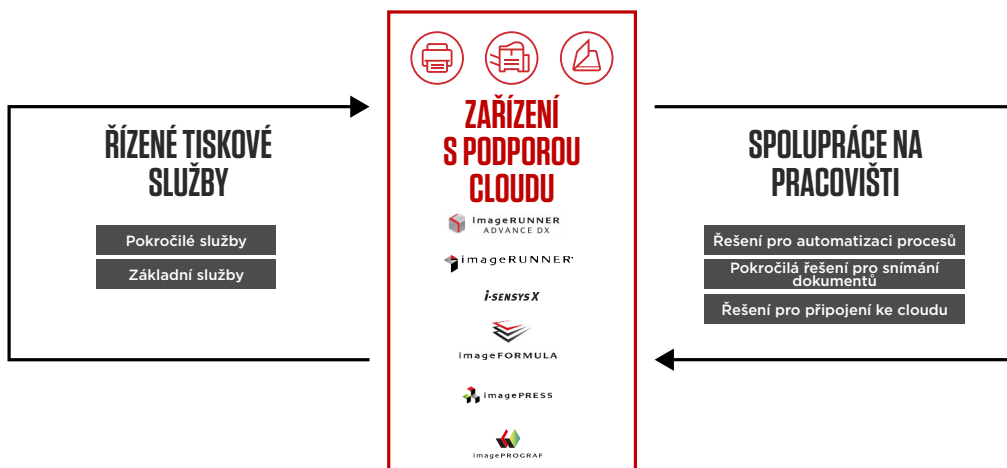 ŘÍZENÉ TISKOVÉ
SLUŽBY
Pokročilé služby
Základní služby
ZAŘÍZENÍ
S PODPOROU
CLOUDU
imageRUNNER
ADVANCE DX
imageRUNNER
i-SENSYS X
imageFORMULA
imagePRESS
imagePROGRAF
SPOLUPRÁCE NA
PRACOVIŠTI
Řešení pro automatizaci procesů
Pokročilá řešení pro snímání
dokumentů
Řešení pro připojení ke cloudu